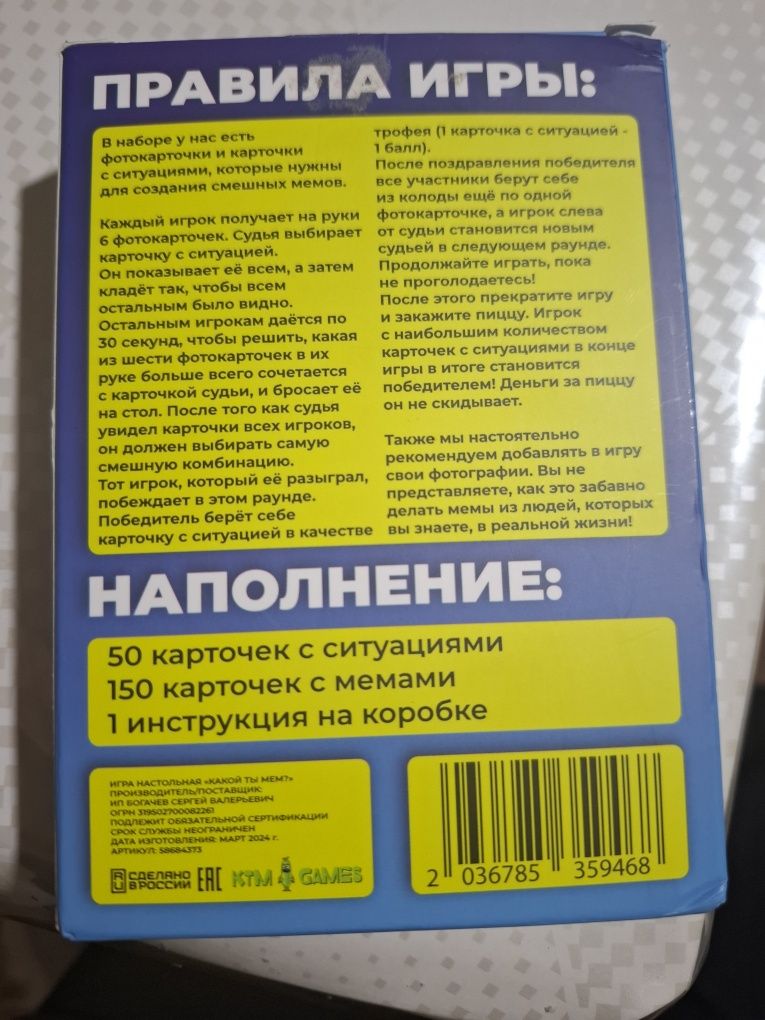 ПРАВИЛА ИГРЫ:
В наборе у нас есть
фотокарточки и карточки
с ситуациями, которые нужны
для создания смешных мемов.
Каждый игрок получает на руки
6 фотокарточек. Судья выбирает
карточку с ситуацией.
Он показывает её всем, а затем
кладёт так, чтобы всем
остальным было видно.
Остальным игрокам даётся по
30 секунд, чтобы решить, какая
из шести фотокарточек в их
руке больше всего сочетается
с карточкой судьи, и бросает её
на стол. После того как судья
увидел карточки всех игроков,
он должен выбирать самую
смешную комбинацию.
Тот игрок, который её разыграл,
побеждает в этом раунде.
Победитель берёт себе
карточку с ситуацией в качестве
трофея (1 карточка с ситуацией -
1 балл).
После поздравления победителя
все участники берут себе
из колоды ещё по одной
фотокарточке, а игрок слева
от судьи становится новым
судьей в следующем раунде.
Продолжайте играть, пока
не проголодаетесь!
После этого прекратите игру
и закажите пиццу. Игрок
с наибольшим количеством
карточек с ситуациями в конце
игры в итоге становится
победителем! Деньги за пиццу
он не скидывает.
Также мы настоятельно
рекомендуем добавлять в игру
свои фотографии. Вы не
представляете, как это забавно
делать мемы из людей, которых
вы знаете, в реальной жизни!
НАПОЛНЕНИЕ:
50 карточек с ситуациями
150 карточек с мемами
1 инструкция на коробке
ИГРА НАСТОЛЬНАЯ «КАКОЙ ТЫ МЕМ?»
ПРОИЗВОДИТЕЛЬ/ПОСТАВЩИК:
ИП БОГАЧЕВ СЕРГЕЙ ВАЛЕРЬЕВИЧ
ОГРН 319502700082261
ПОДЛЕЖИТ ОБЯЗАТЕЛЬНОЙ СЕРТИФИКАЦИИ
СРОК СЛУЖБЫ НЕОГРАНИЧЕН
ДАТА ИЗГОТОВЛЕНИЯ: МАРТ 2024 г.
АРТИКУЛ: 58684373
RU СДЕЛАНО В РОССИИ EAC KTM GAMES
2 036785 359468